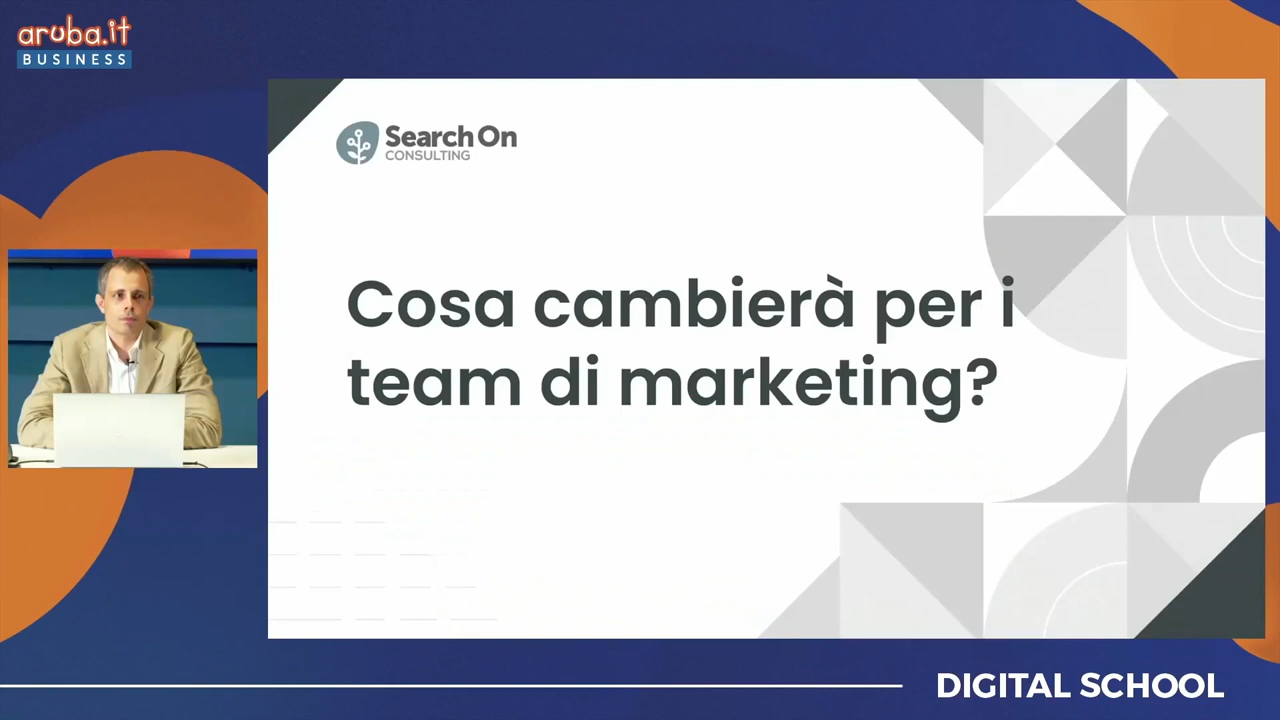 aruba.it
BUSINESS
Search On
CONSULTING
Cosa cambierà per i
team di marketing?
DIGITAL SCHOOL